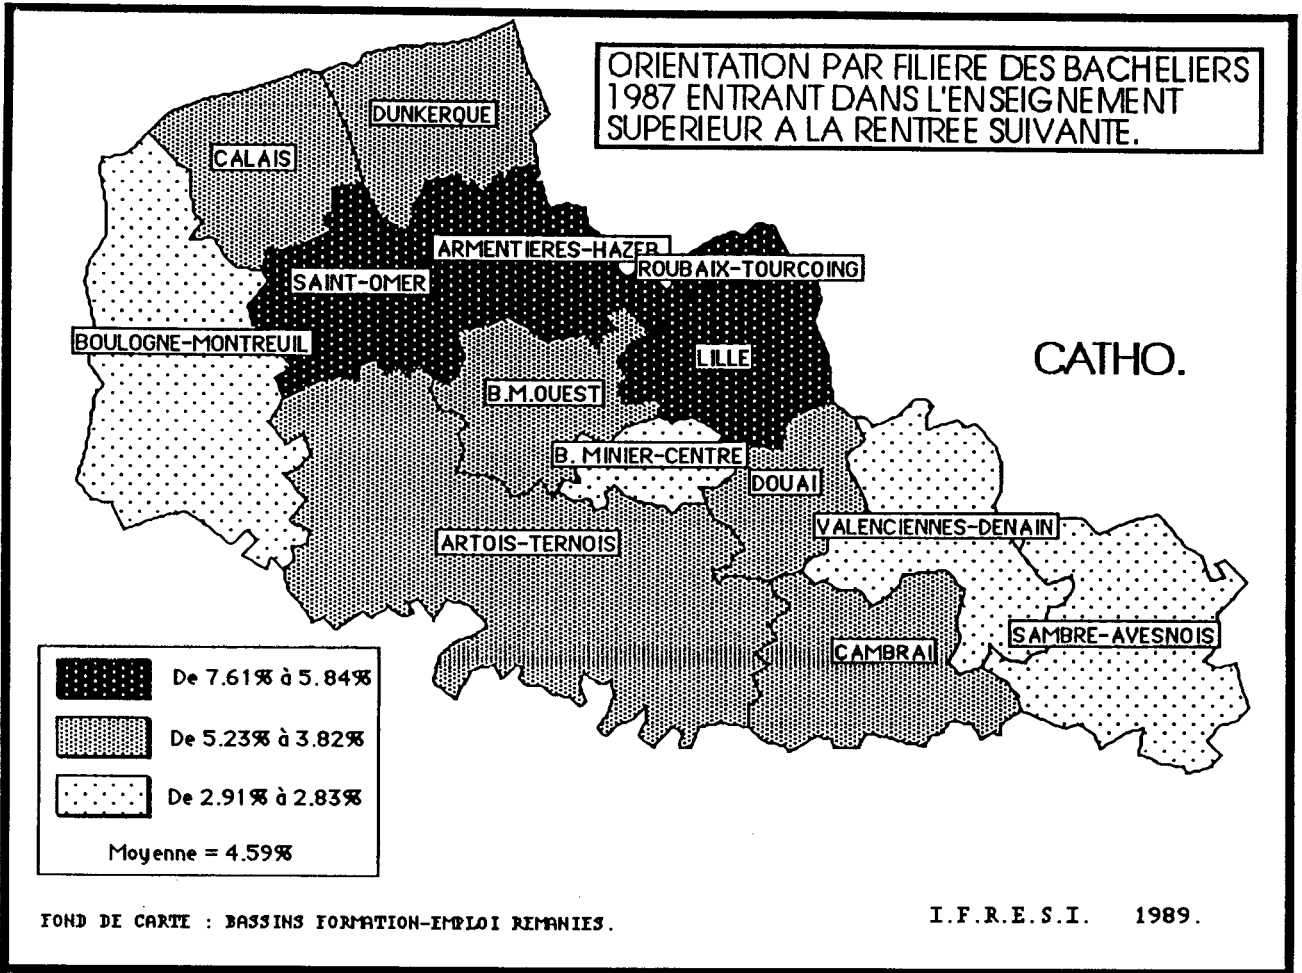 ORIENTATION PAR FILIERE DES BACHELIERS
1987 ENTRANT DANS L'ENSEIGNEMENT
SUPERIEUR A LA RENTREE SUIVANTE.
DUNKERQUE
CALAIS
ARMENTIERES-HAZEB.
ROUBAIX-TOURCOING
SAINT-OMER
BOULOGNE-MONTREUIL
LILLE
CATHO.
B.M.OUEST
B. MINIER-CENTRE
DOUAI
VALENCIENNES-DENAIN
ARTOIS-TERNOIS
SAMBRE-AVESNOIS
CAMBRAI
De 7.61% à 5.84%
De 5.23% à 3.82%
De 2.91% à 2.83%
Moyenne = 4.59%
FOND DE CARTE : BASSINS FORMATION-EMPLOI REMANIES.
I.F.R.E.S.I. 1989.